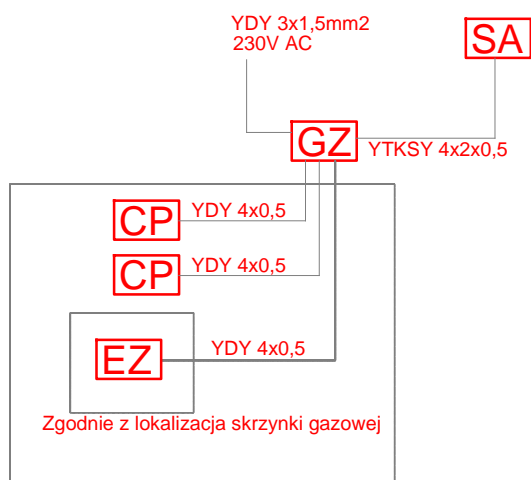 YDY 3x1,5mm2
230V AC
SA
GZ
YTKSY 4x2x0,5
CP
YDY 4x0,5
CP
YDY 4x0,5
EZ
YDY 4x0,5
Zgodnie z lokalizacja skrzynki gazowej